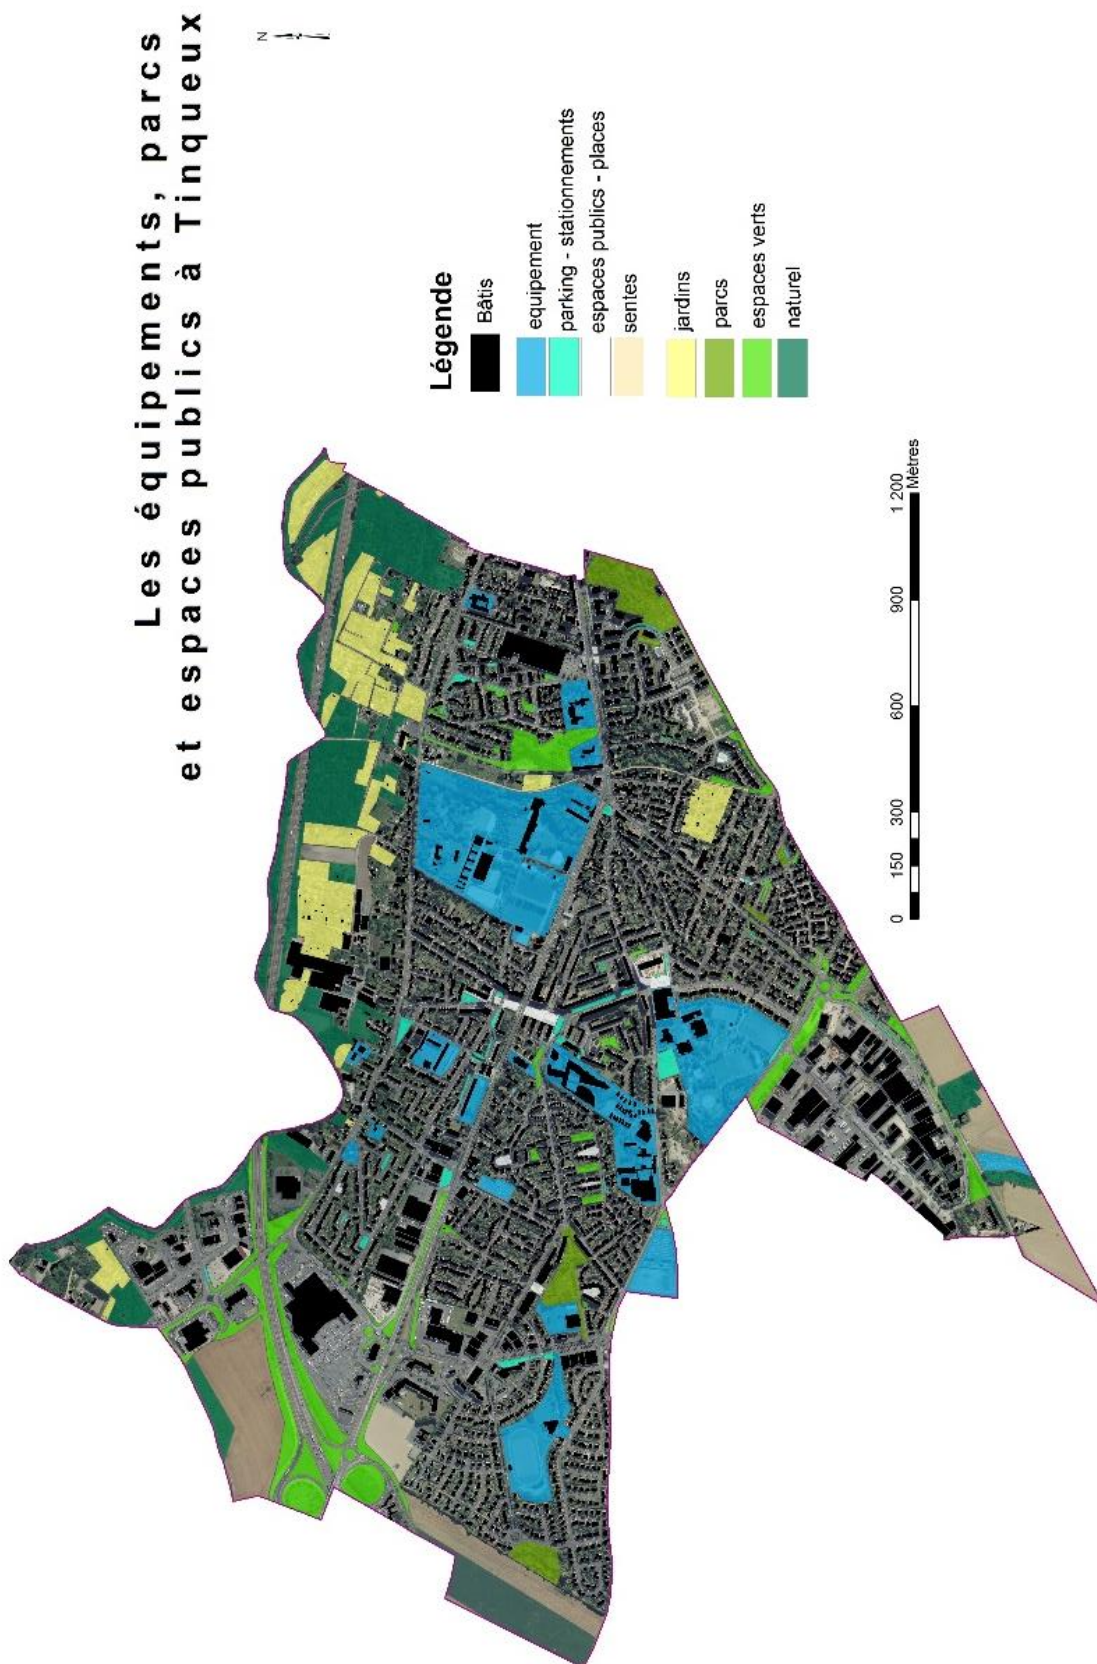 Les équipements, parcs
et espaces publics à Tinqueux
N
Légende
Bâtis
equipement
parking - stationnements
espaces publics - places
sentes
jardins
parcs
espaces verts
naturel
0 150 300 600 900 1 200
Mètres